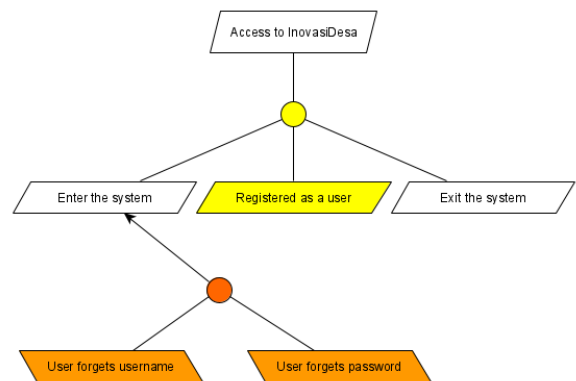 Access to InovasiDesa
Enter the system
Registered as a user
Exit the system
User forgets username
User forgets password